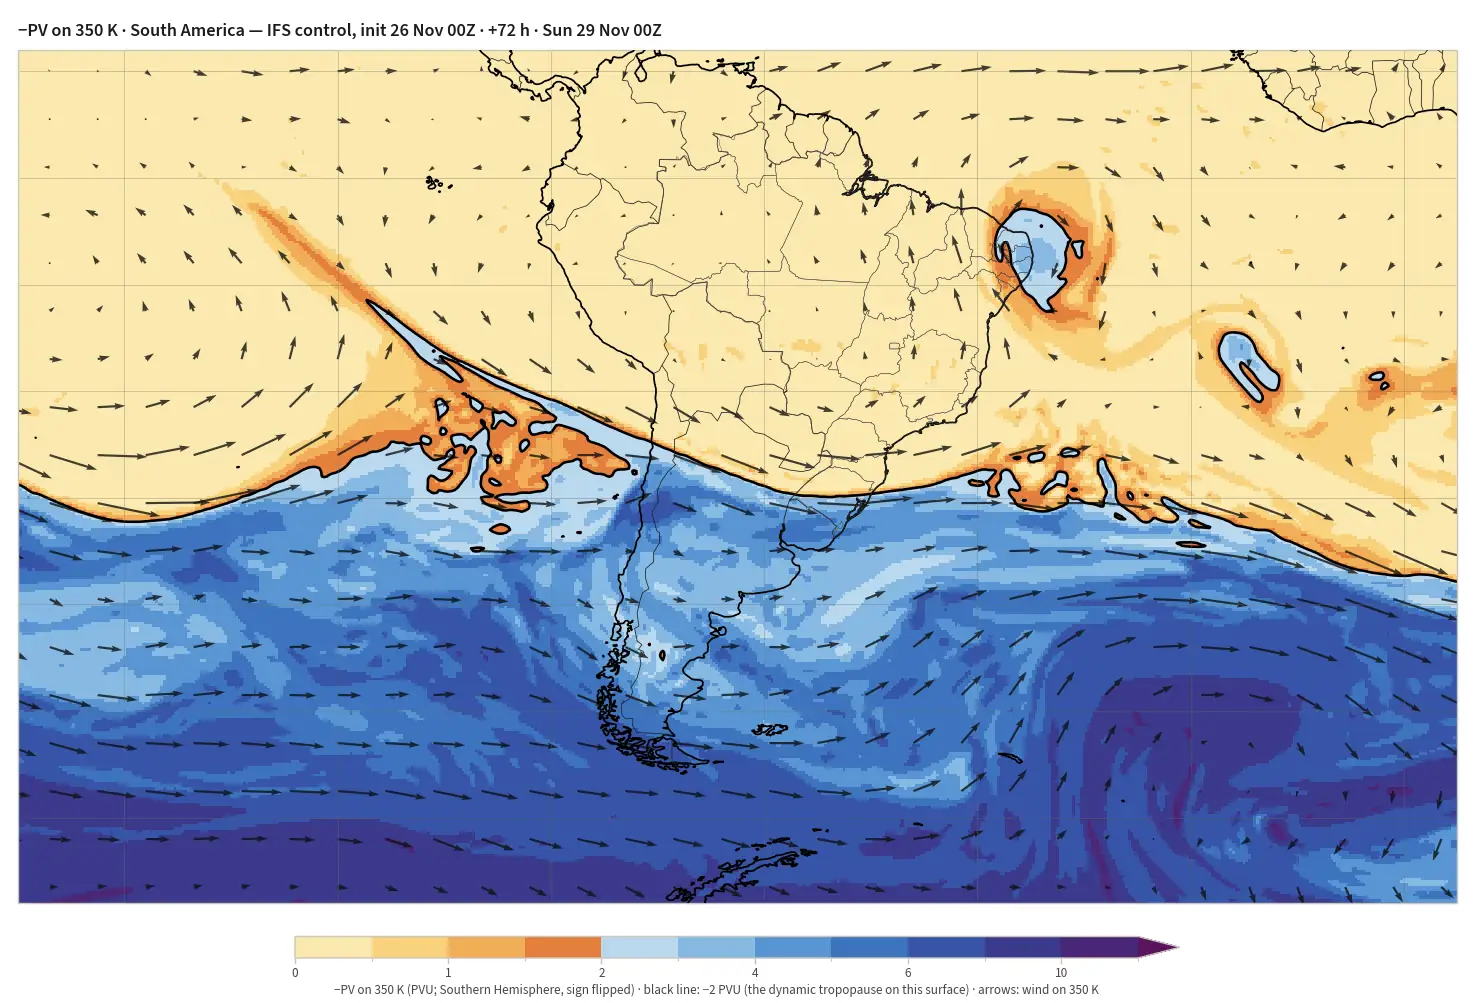 −PV on 350 K · South America — IFS control, init 26 Nov 00Z · +72 h · Sun 29 Nov 00Z
0 1 2 4 6 10
−PV on 350 K (PVU; Southern Hemisphere, sign flipped) · black line: −2 PVU (the dynamic tropopause on this surface) · arrows: wind on 350 K